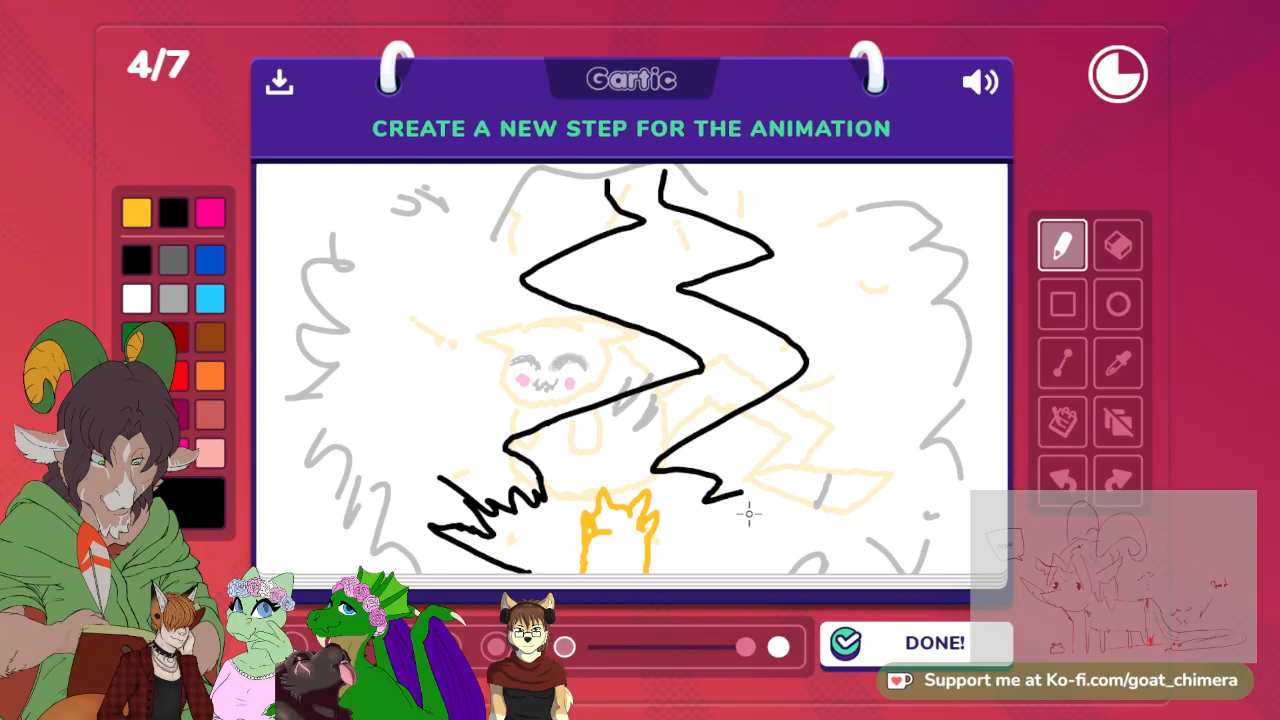 4/7
Gartic
CREATE A NEW STEP FOR THE ANIMATION
DONE!
Support me at Ko-fi.com/goat_chimera